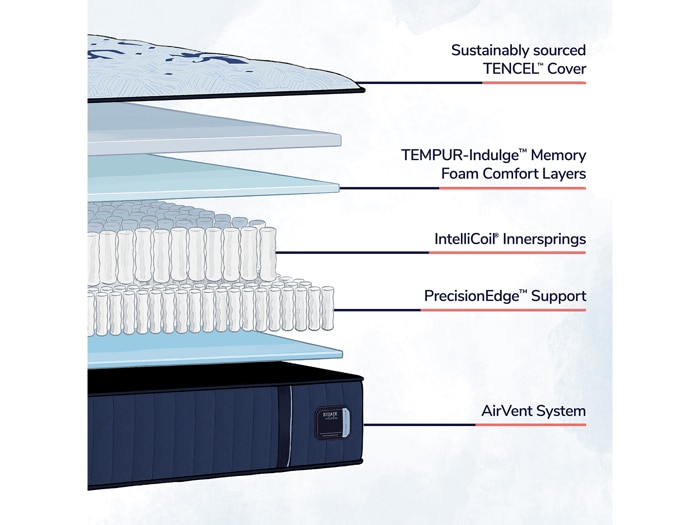 Sustainably sourced
TENCEL™ Cover
TEMPUR-Indulge™ Memory
Foam Comfort Layers
IntelliCoil® Innersprings
PrecisionEdge™ Support
AirVent System